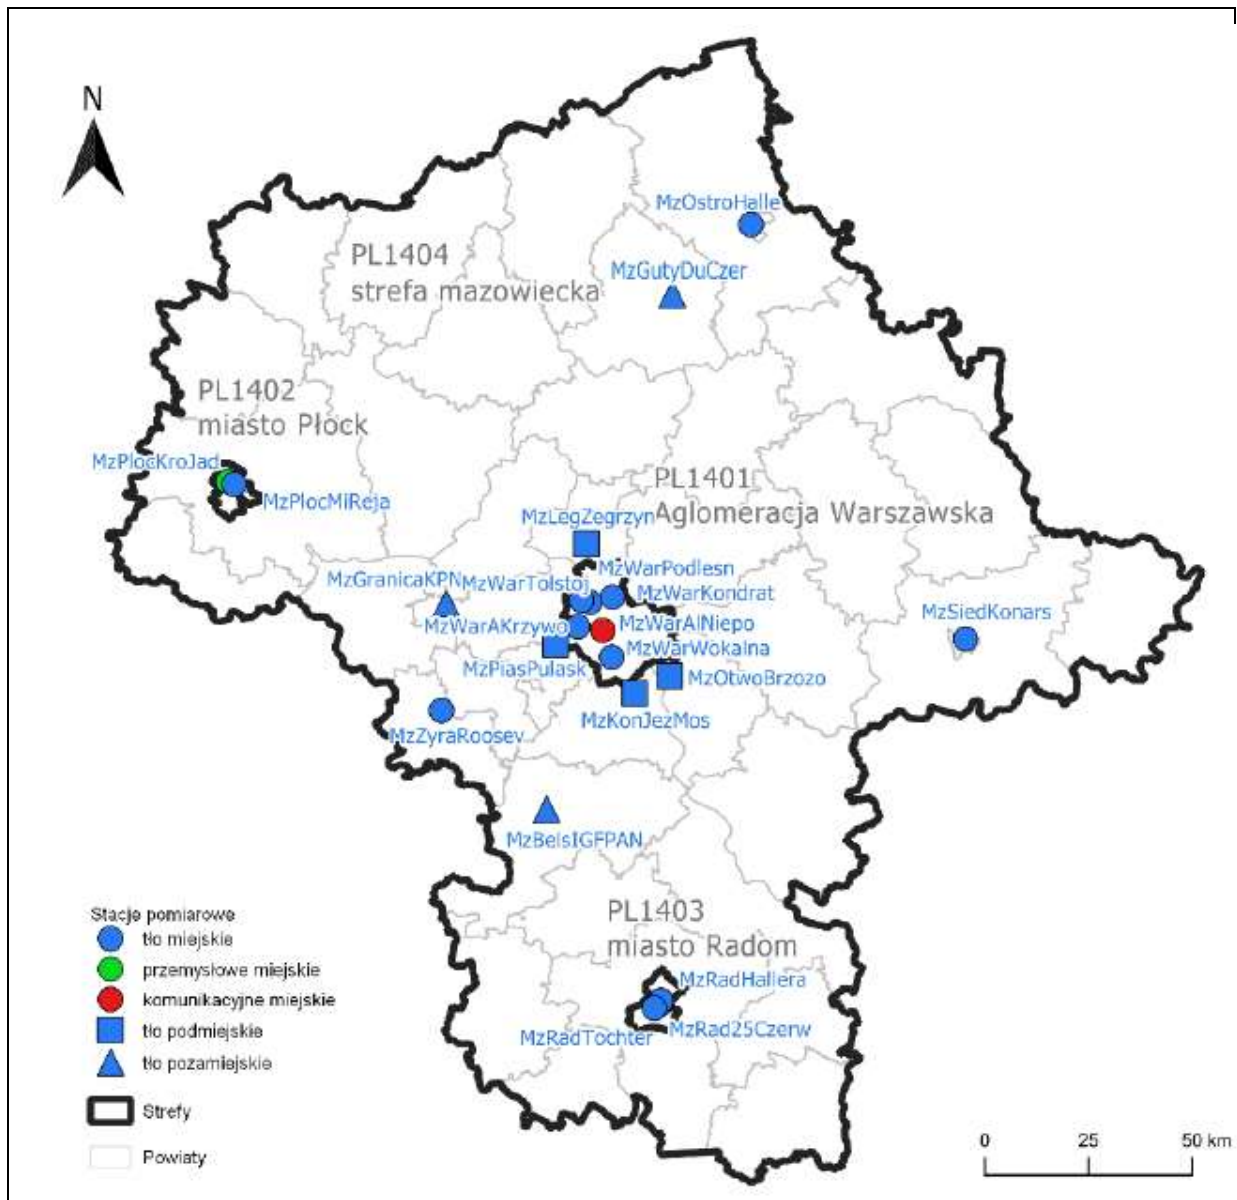 N
MzOstroHalle
PL1404
strefa mazowiecka
MzGutyDuCzer
PL1402
miasto Płock
MzPlocKroJad
MzPlocMiReja
PL1401
Aglomeracja Warszawska
MzLegZegrzyn
MzWarPodlesn
MzGranicaKPN
MzWarTolstoj
MzWarKondrat
MzWarAKrzywo
MzWarAlNiepo
MzSiedKonars
MzWarWokalna
MzPiasPulask
MzOtwoBrzozo
MzKonJezMos
MzZyraRoosev
MzBelsIGFPAN
PL1403
miasto Radom
MzRadHallera
MzRad25Czerw
MzRadTochter
Stacje pomiarowe
tło miejskie
przemysłowe miejskie
komunikacyjne miejskie
tło podmiejskie
tło pozamiejskie
Strefy
Powiaty
0 25 50 km